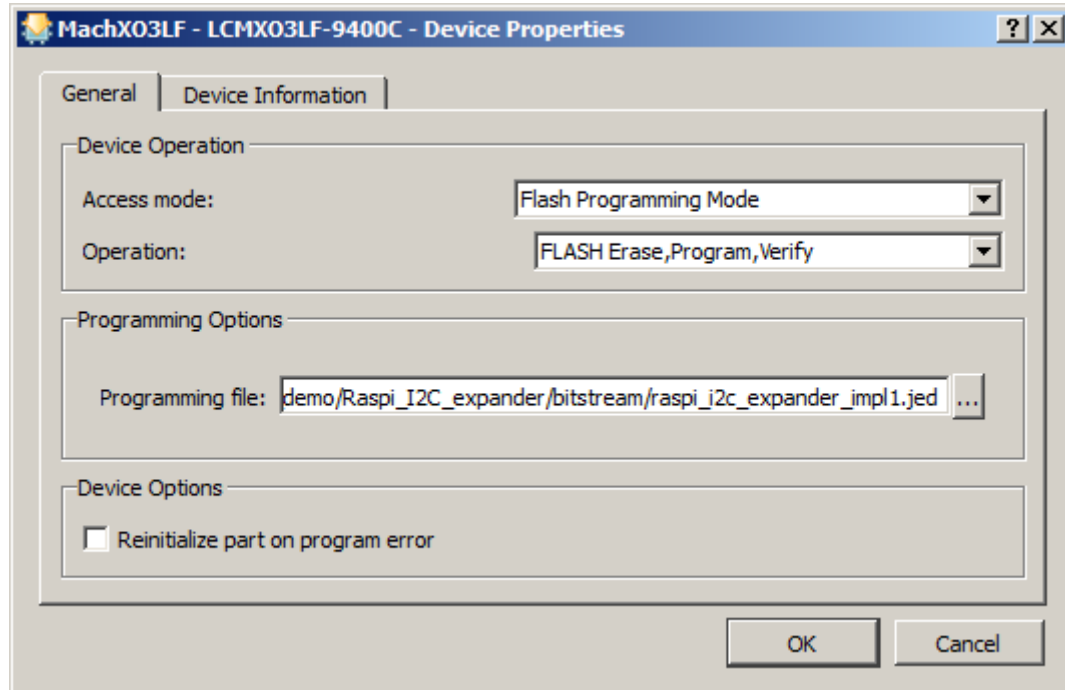 MachXO3LF - LCMXO3LF-9400C - Device Properties
General Device Information
Device Operation
Access mode: Flash Programming Mode
Operation: FLASH Erase,Program,Verify
Programming Options
Programming file: demo/Raspi_I2C_expander/bitstream/raspi_i2c_expander_impl1.jed ...
Device Options
Reinitialize part on program error
OK Cancel